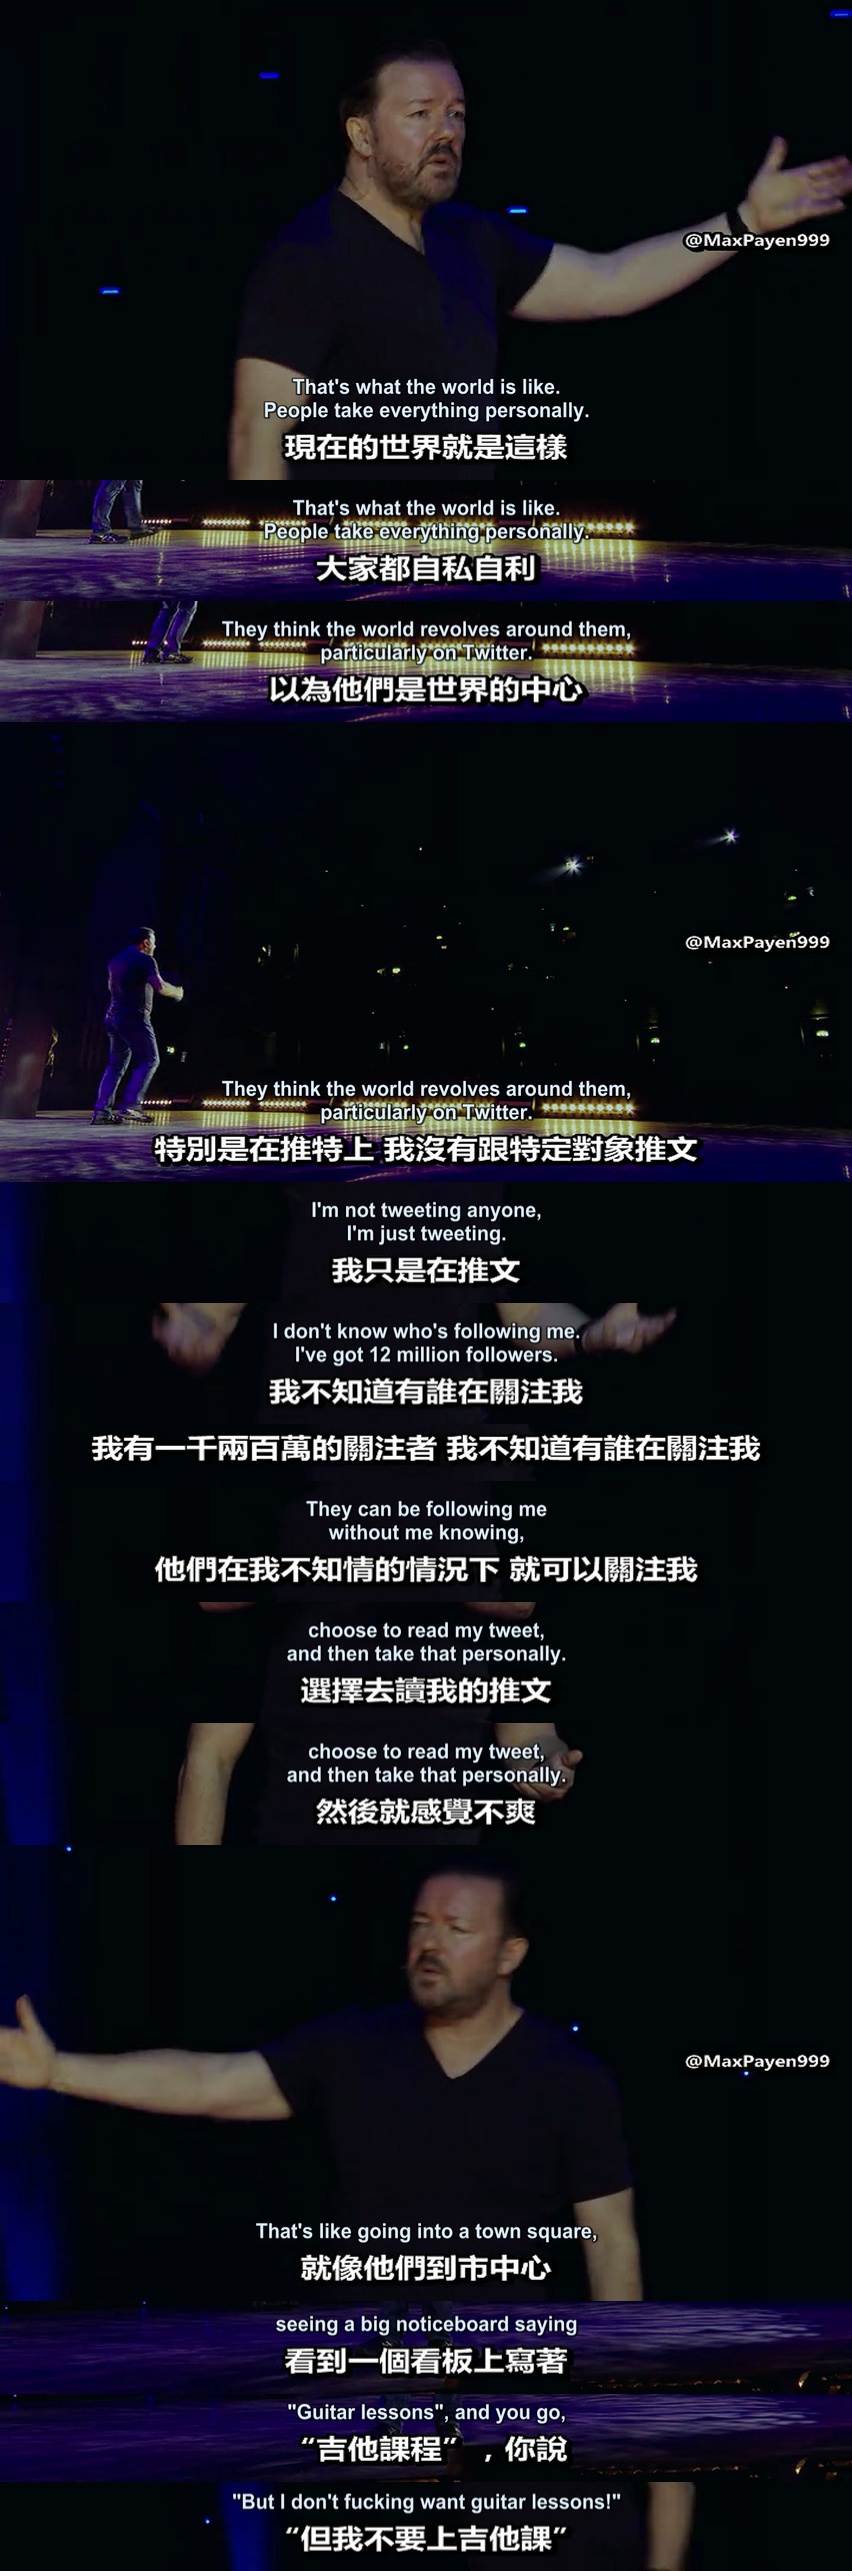 @MaxPayen999
That's what the world is like.
People take everything personally.
現在的世界就是這樣
That's what the world is like.
People take everything personally.
大家都自私自利
They think the world revolves around them,
particularly on Twitter.
以為他們是世界的中心
@MaxPayen999
They think the world revolves around them,
particularly on Twitter.
特別是在推特上 我沒有跟特定對象推文
I'm not tweeting anyone,
I'm just tweeting.
我只是在推文
I don't know who's following me.
I've got 12 million followers.
我不知道有誰在關注我
我有一千兩百萬的關注者 我不知道有誰在關注我
They can be following me
without me knowing,
他們在我不知情的情況下 就可以關注我
choose to read my tweet,
and then take that personally.
選擇去讀我的推文
choose to read my tweet,
and then take that personally.
然後就感覺不爽
@MaxPayen999
That's like going into a town square,
就像他們到市中心
seeing a big noticeboard saying
看到一個看板上寫著
"Guitar lessons", and you go,
“吉他課程” ，你說
"But I don't fucking want guitar lessons!"
“但我不要上吉他課”